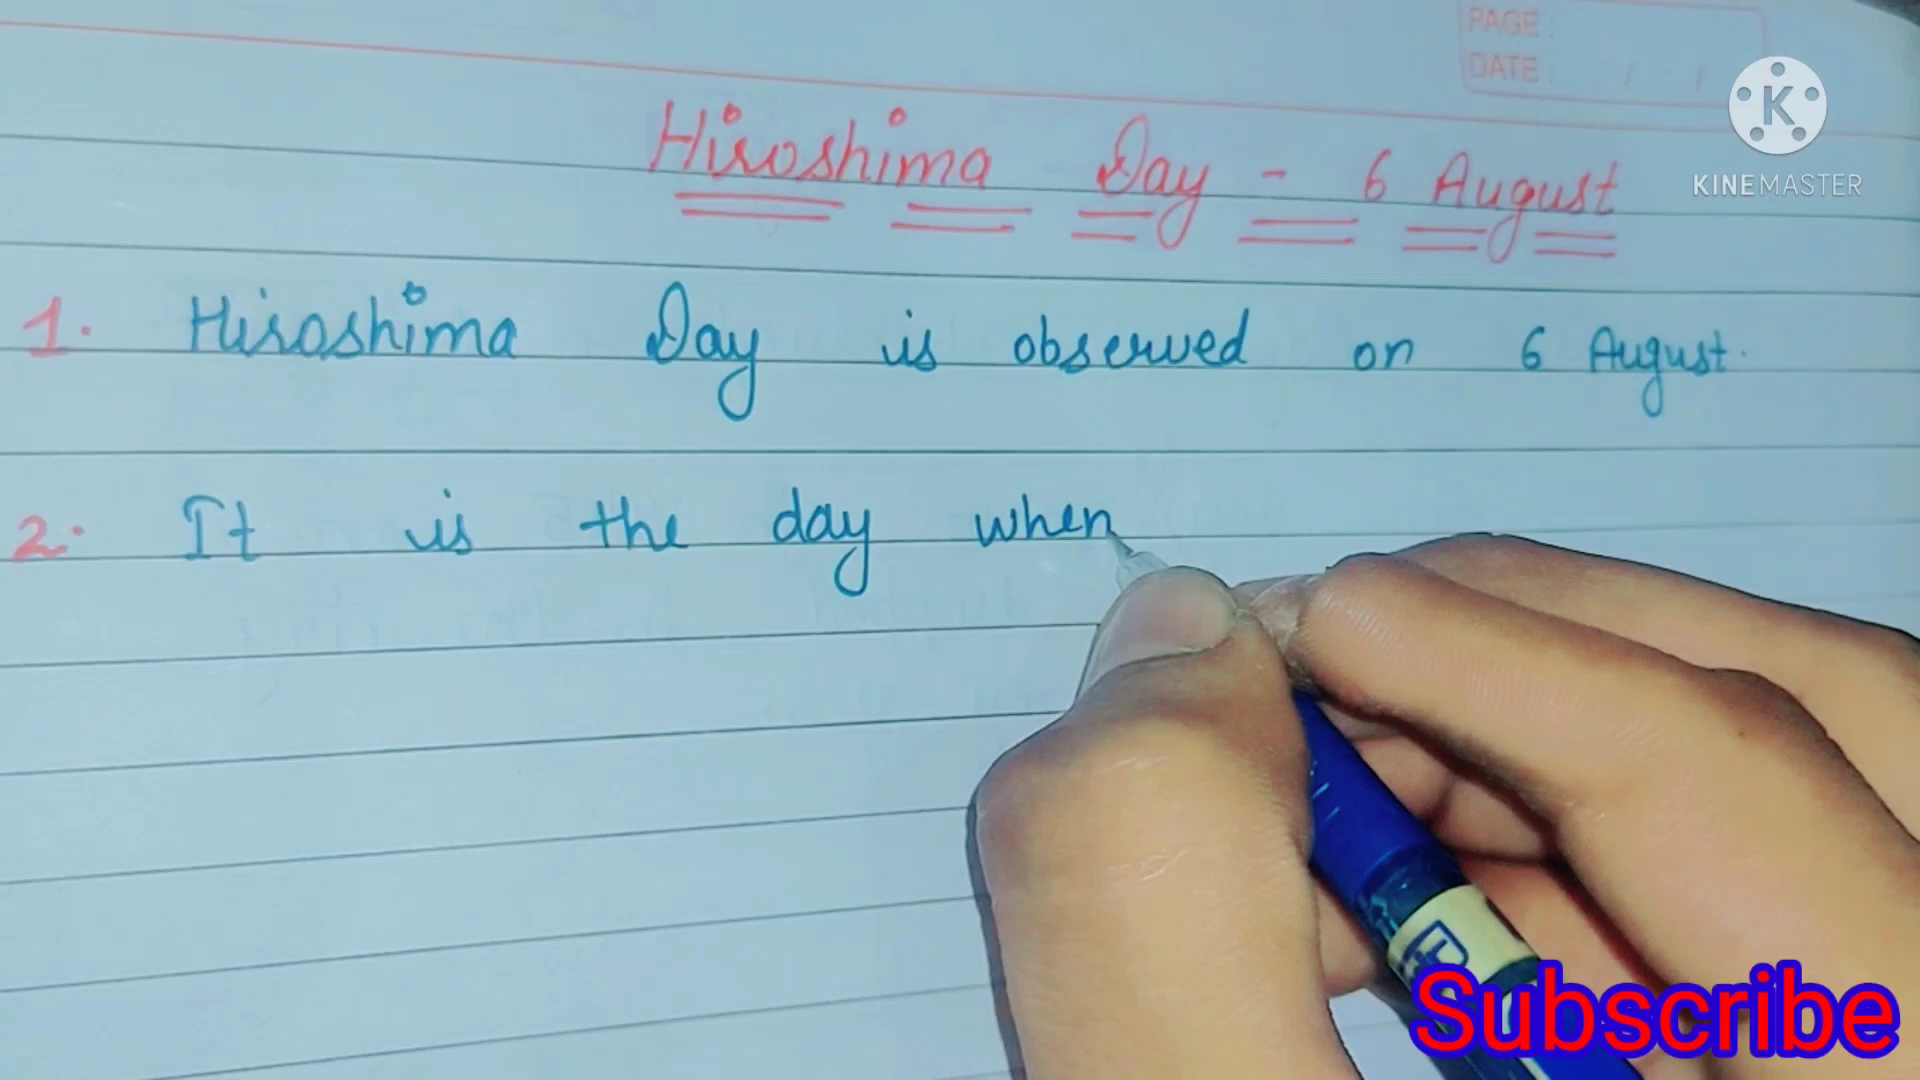 PAGE :
DATE : / /
K
KINEMASTER
Hiroshima Day - 6 August
1. Hiroshima Day is observed on 6 August.
2. It is the day when
Subscribe